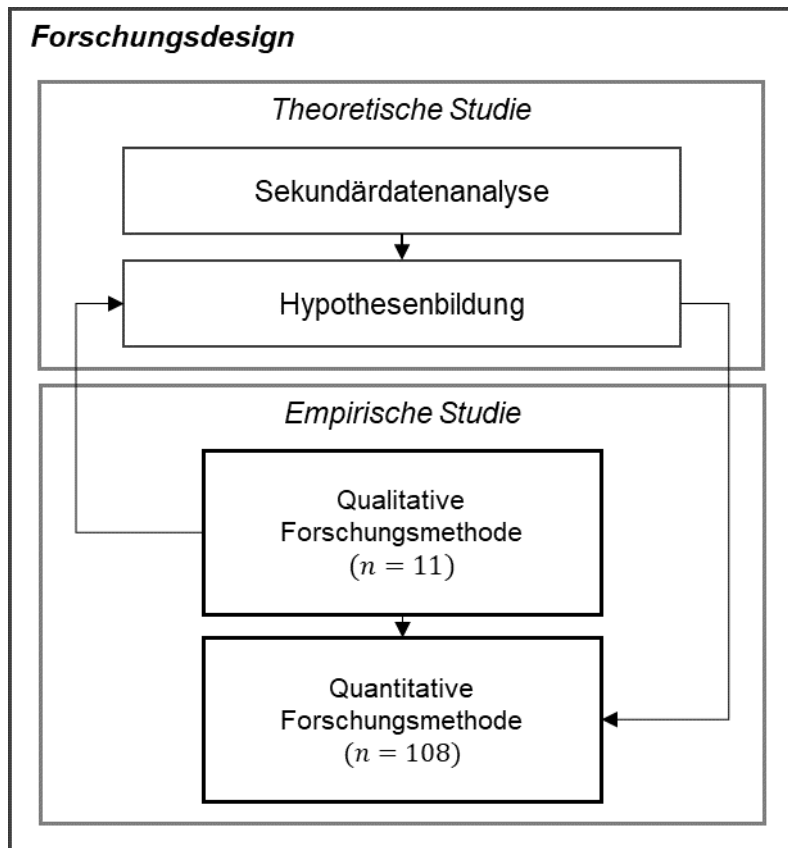 Forschungsdesign
Theoretische Studie
Sekundärdatenanalyse
Hypothesenbildung
Empirische Studie
Qualitative
Forschungsmethode
(n = 11)
Quantitative
Forschungsmethode
(n = 108)